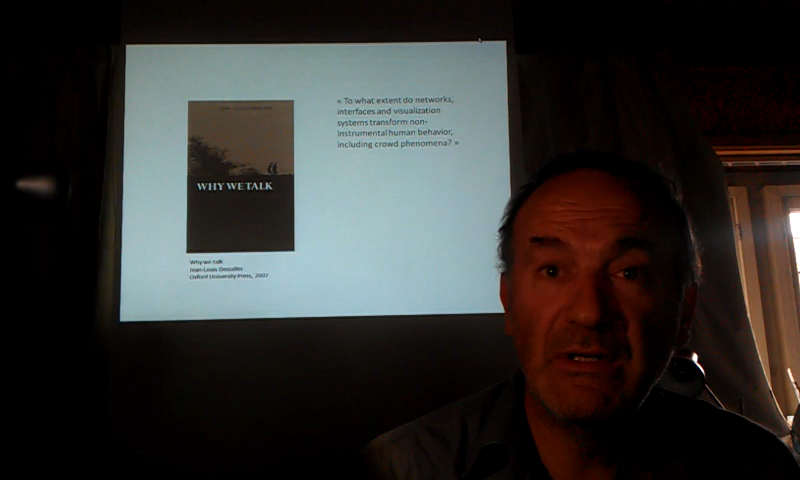 WHY WE TALK
« To what extent do networks,
interfaces and visualization
systems transform non-
instrumental human behavior,
including crowd phenomena? »
Why we talk
Jean-Louis Dessalles
Oxford University Press, 2007